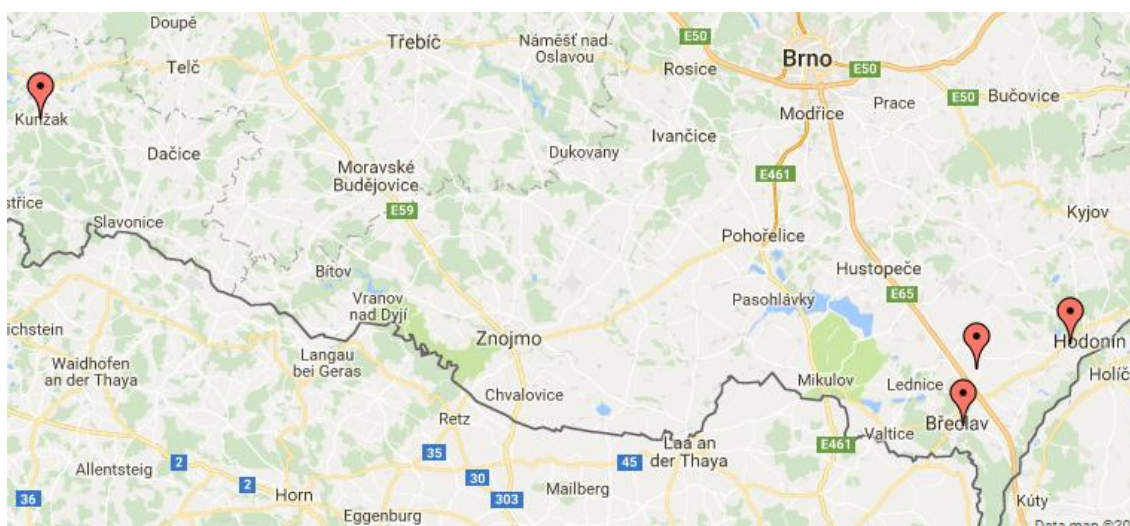 Doupé
Třebíč
Náměšť nad
Oslavou
E50
Brno
Telč
Rosice
E50
Kunžak
Modřice
Prace
E50
Bučovice
Dačice
Ivančice
Dukovany
Moravské
Budějovice
E461
střice
E59
Kyjov
Slavonice
Pohořelice
Bítov
Hustopeče
Vranov
nad Dyjí
Pasohlávky
E65
eichstein
Znojmo
Hodonín
Waidhofen
an der Thaya
Langau
bei Geras
Mikulov
Lednice
Holíč
Chvalovice
Retz
Břeclav
Valtice
Laa an
der Thaya
E461
35
45
2
Allentsteig
30
2
Mailberg
36
Horn
303
Kúty
Eggenburg